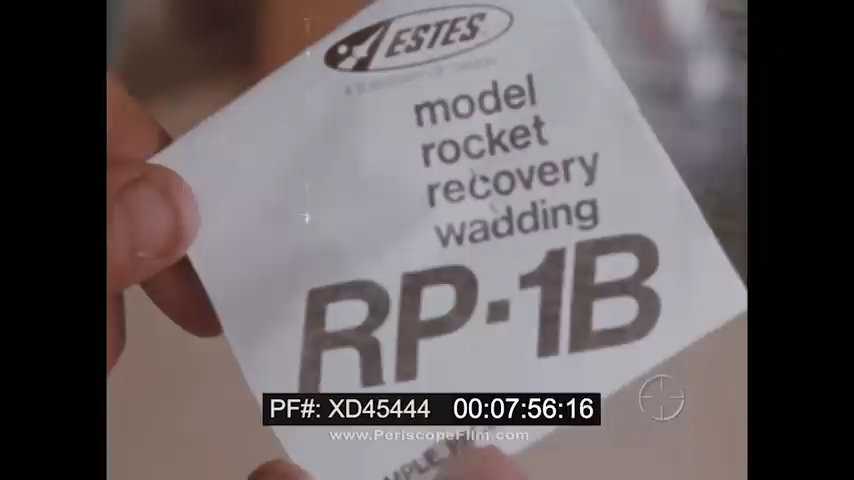 ESTES
model
rocket
recovery
wadding
RP-1B
PF#: XD45444 00:07:56:16
www.PeriscopeFilm.com